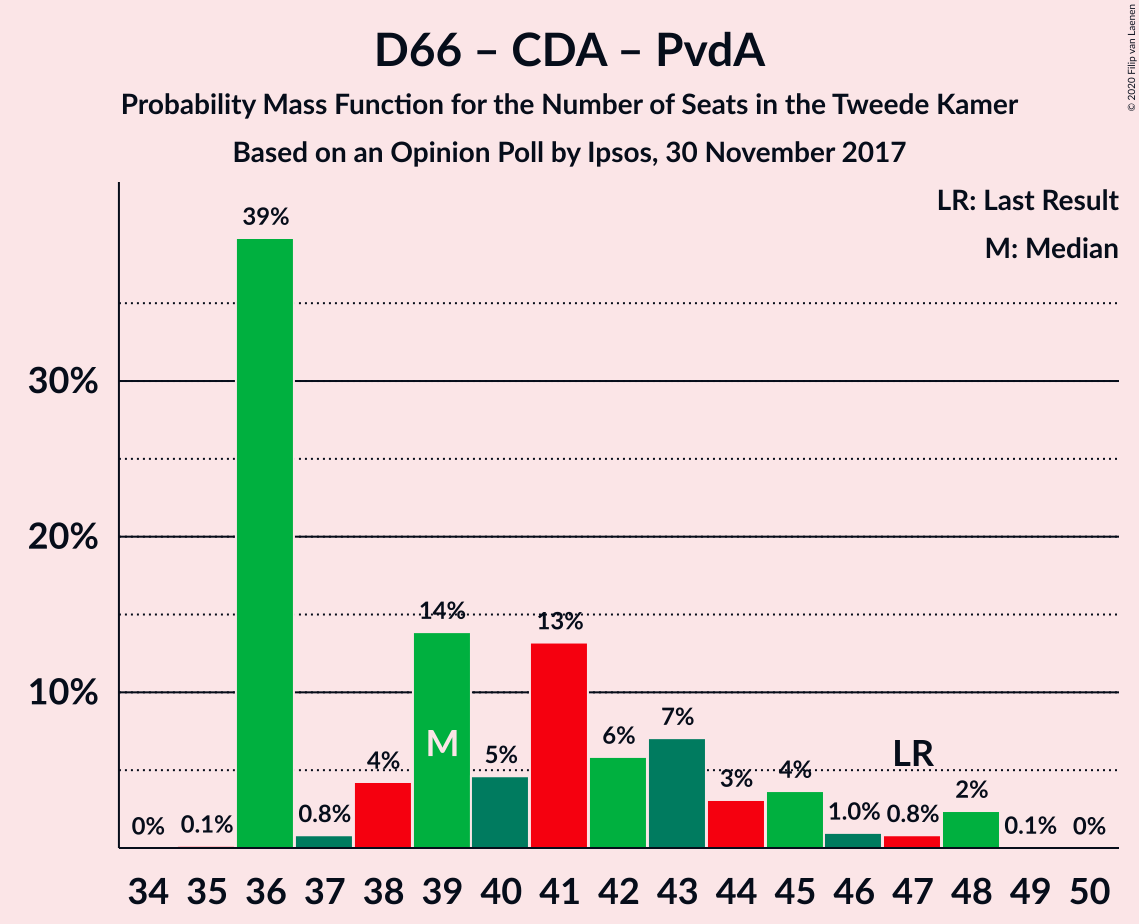 D66 – CDA – PvdA
Probability Mass Function for the Number of Seats in the Tweede Kamer
Based on an Opinion Poll by Ipsos, 30 November 2017
© 2020 Filip van Laenen
LR: Last Result
M: Median
30%
20%
10%
0%
0.1%
39%
0.8%
4%
14%
5%
13%
6%
7%
3%
4%
1.0%
0.8%
2%
0.1%
0%
M
LR
34 35 36 37 38 39 40 41 42 43 44 45 46 47 48 49 50